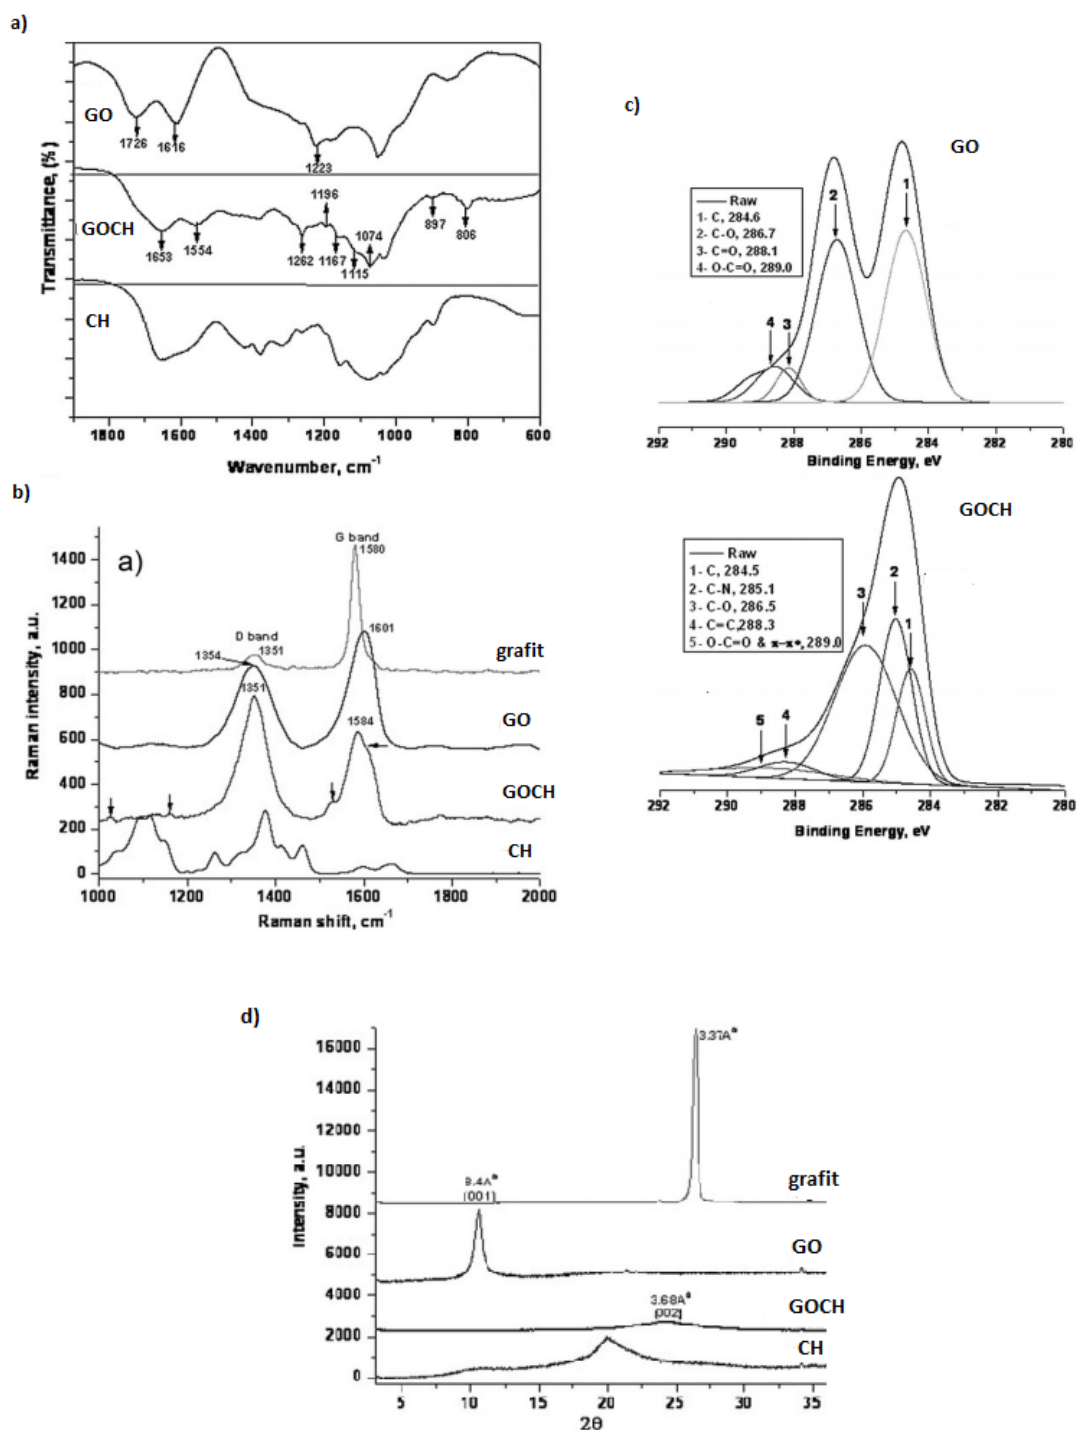 a)
GO
1726
1616
1223
1196
GOCH
1653
1554
1262
1167
1115
1074
897
806
CH
Transmittance, (%)
1800
1600
1400
1200
1000
800
600
Wavenumber, cm-1
b)
a)
G band
1580
D band
1351
1354
1601
1351
1584
grafit
GO
GOCH
CH
Raman intensity, a.u.
1400
1200
1000
800
600
400
200
0
1000
1200
1400
1600
1800
2000
Raman shift, cm-1
c)
GO
Raw
1- C, 284.6
2- C-O, 286.7
3- C=O, 288.1
4- O-C=O, 289.0
4
3
2
1
292
290
288
286
284
282
280
Binding Energy, eV
GOCH
Raw
1- C, 284.5
2- C-N, 285.1
3- C-O, 286.5
4- C=C,288.3
5- O-C=O & π-π*,289.0
5
4
3
2
1
292
290
288
286
284
282
280
Binding Energy, eV
d)
3.37A°
8.4A°
(001)
3.68A°
(002)
grafit
GO
GOCH
CH
Intensity, a.u.
16000
14000
12000
10000
8000
6000
4000
2000
0
5
10
15
20
25
30
35
2θ